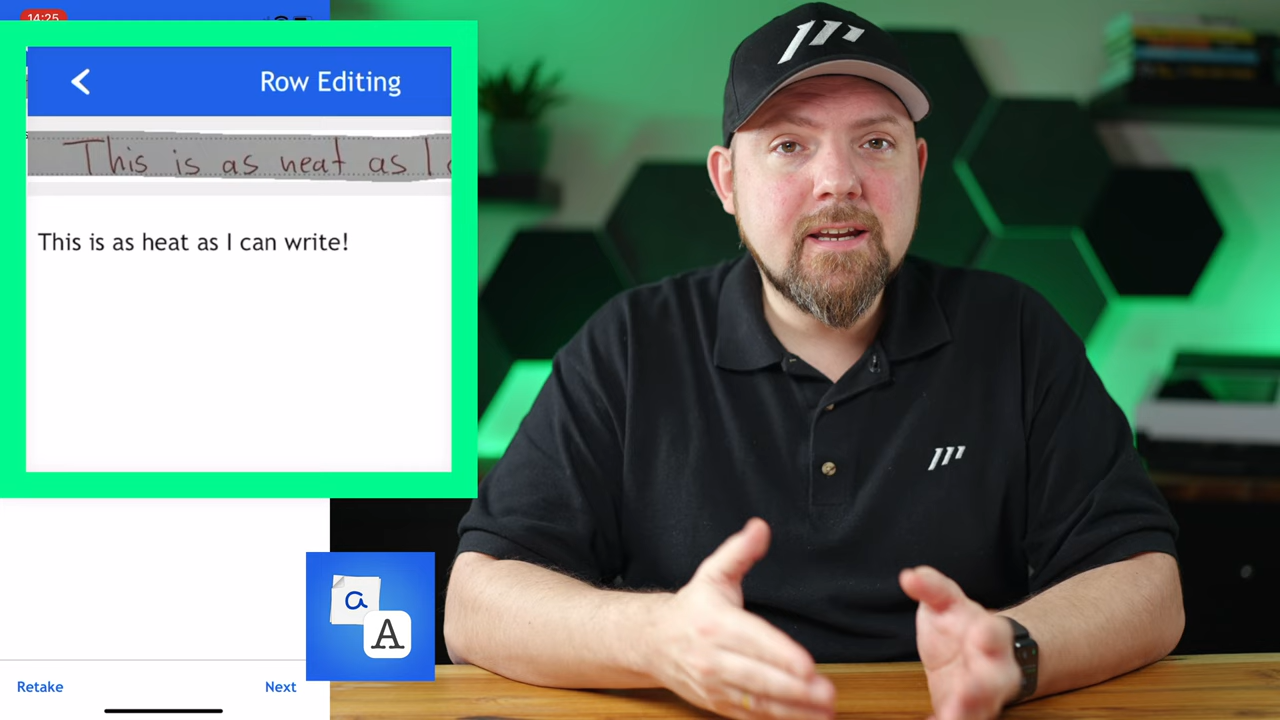 14:25
Row Editing
This is as neat as I
This is as heat as I can write!
a
A
Retake
Next